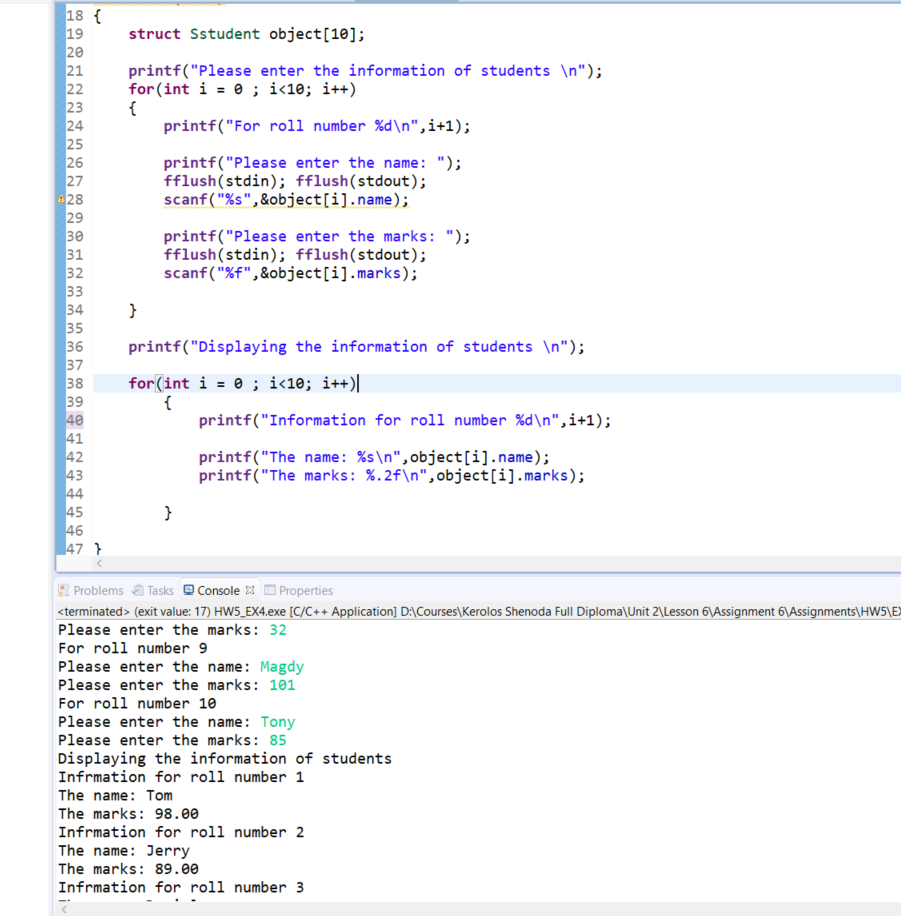 18 {
19 struct Sstudent object[10];
20
21 printf("Please enter the information of students \n");
22 for(int i = 0 ; i<10; i++)
23 {
24 printf("For roll number %d\n",i+1);
25
26 printf("Please enter the name: ");
27 fflush(stdin); fflush(stdout);
28 scanf("%s",&object[i].name);
29
30 printf("Please enter the marks: ");
31 fflush(stdin); fflush(stdout);
32 scanf("%f",&object[i].marks);
33
34 }
35
36 printf("Displaying the information of students \n");
37
38 for(int i = 0 ; i<10; i++)
39 {
40 printf("Information for roll number %d\n",i+1);
41
42 printf("The name: %s\n",object[i].name);
43 printf("The marks: %.2f\n",object[i].marks);
44
45 }
46
47 }
Problems Tasks Console Properties
<terminated> (exit value: 17) HW5_EX4.exe [C/C++ Application] D:\Courses\Kerolos Shenoda Full Diploma\Unit 2\Lesson 6\Assignment 6\Assignments\HW5\EX
Please enter the marks: 32
For roll number 9
Please enter the name: Magdy
Please enter the marks: 101
For roll number 10
Please enter the name: Tony
Please enter the marks: 85
Displaying the information of students
Infrmation for roll number 1
The name: Tom
The marks: 98.00
Infrmation for roll number 2
The name: Jerry
The marks: 89.00
Infrmation for roll number 3